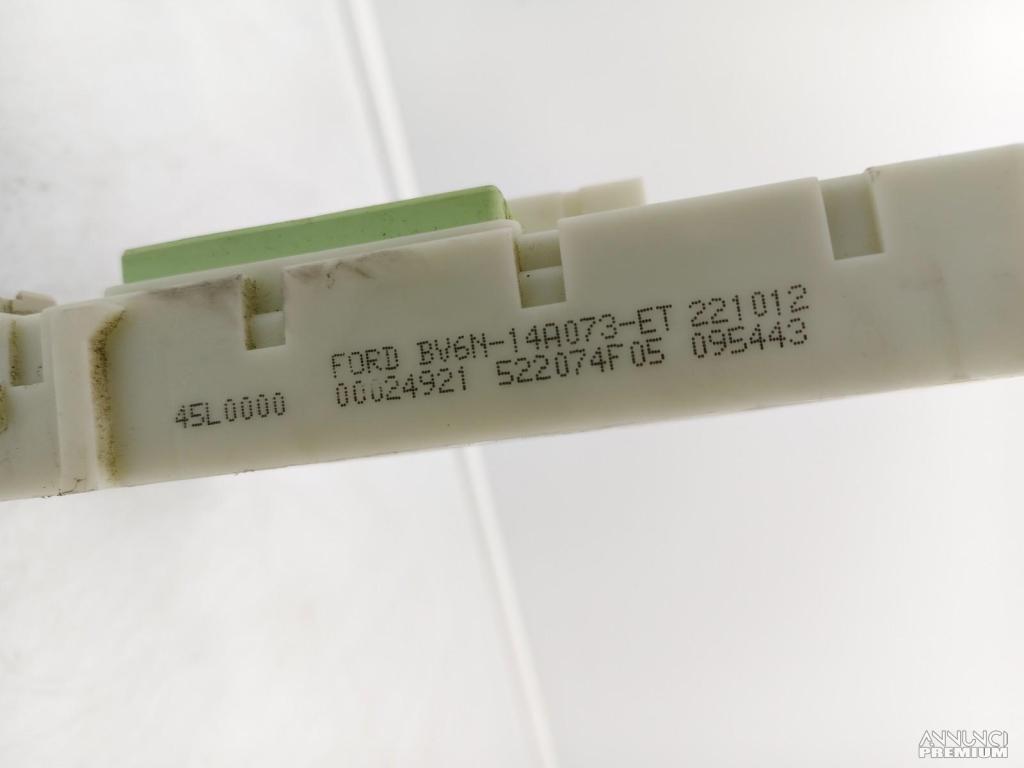 FORD BV6N-14A073-ET 221012
45L0000 00024921 522074F05 095443
ANNUNCI
PREMIUM